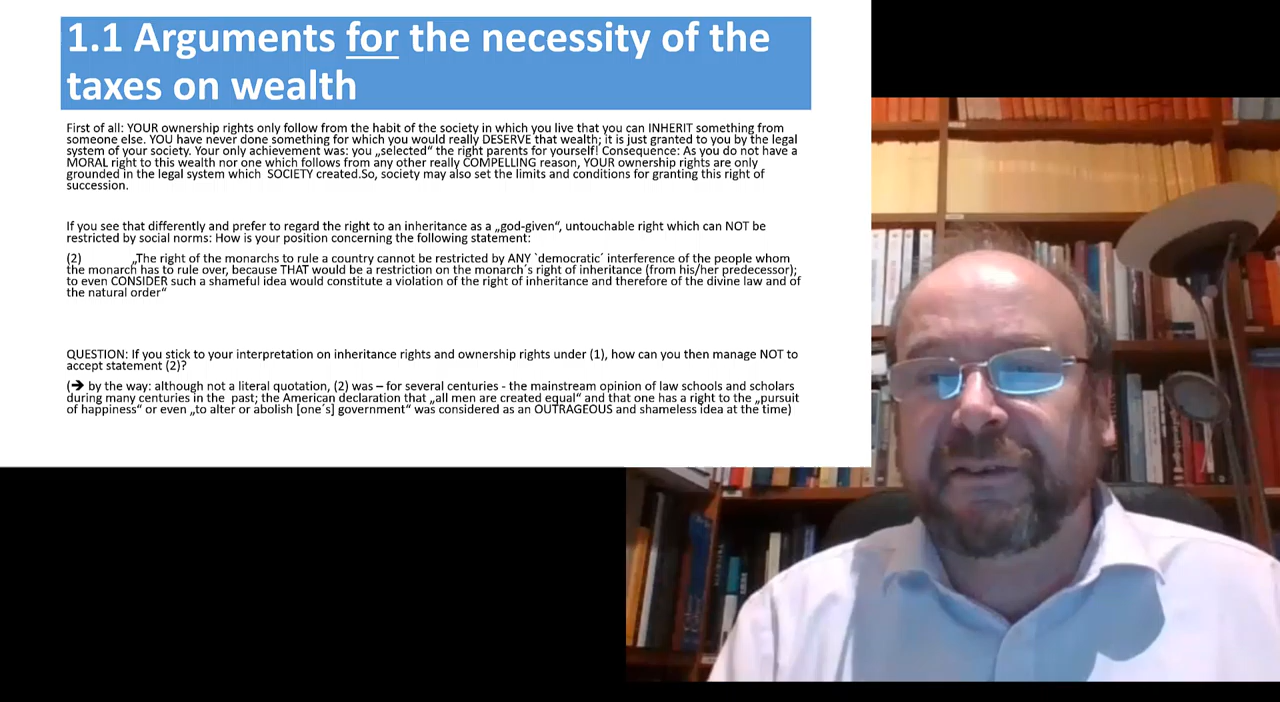 1.1 Arguments for the necessity of the
taxes on wealth
First of all: YOUR ownership rights only follow from the habit of the society in which you live that you can INHERIT something from
someone else. YOU have never done something for which you would really DESERVE that wealth; it is just granted to you by the legal
system of your society. Your only achievement was: you „selected“ the right parents for yourself! Consequence: As you do not have a
MORAL right to this wealth nor one which follows from any other really COMPELLING reason, YOUR ownership rights are only
grounded in the legal system which  SOCIETY created.So, society may also set the limits and conditions for granting this right of
succession.
If you see that differently and prefer to regard the right to an inheritance as a „god-given“, untouchable right which can NOT be
restricted by social norms: How is your position concerning the following statement:
(2) „The right of the monarchs to rule a country cannot be restricted by ANY `democratic´ interference of the people whom
the monarch has to rule over, because THAT would be a restriction on the monarch´s right of inheritance (from his/her predecessor);
to even CONSIDER such a shameful idea would constitute a violation of the right of inheritance and therefore of the divine law and of
the natural order“
QUESTION: If you stick to your interpretation on inheritance rights and ownership rights under (1), how can you then manage NOT to
accept statement (2)?
(➔ by the way: although not a literal quotation, (2) was – for several centuries - the mainstream opinion of law schools and scholars
during many centuries in the  past; the American declaration that „all men are created equal“ and that one has a right to the „pursuit
of happiness“ or even „to alter or abolish [one´s] government“ was considered as an OUTRAGEOUS and shameless idea at the time)